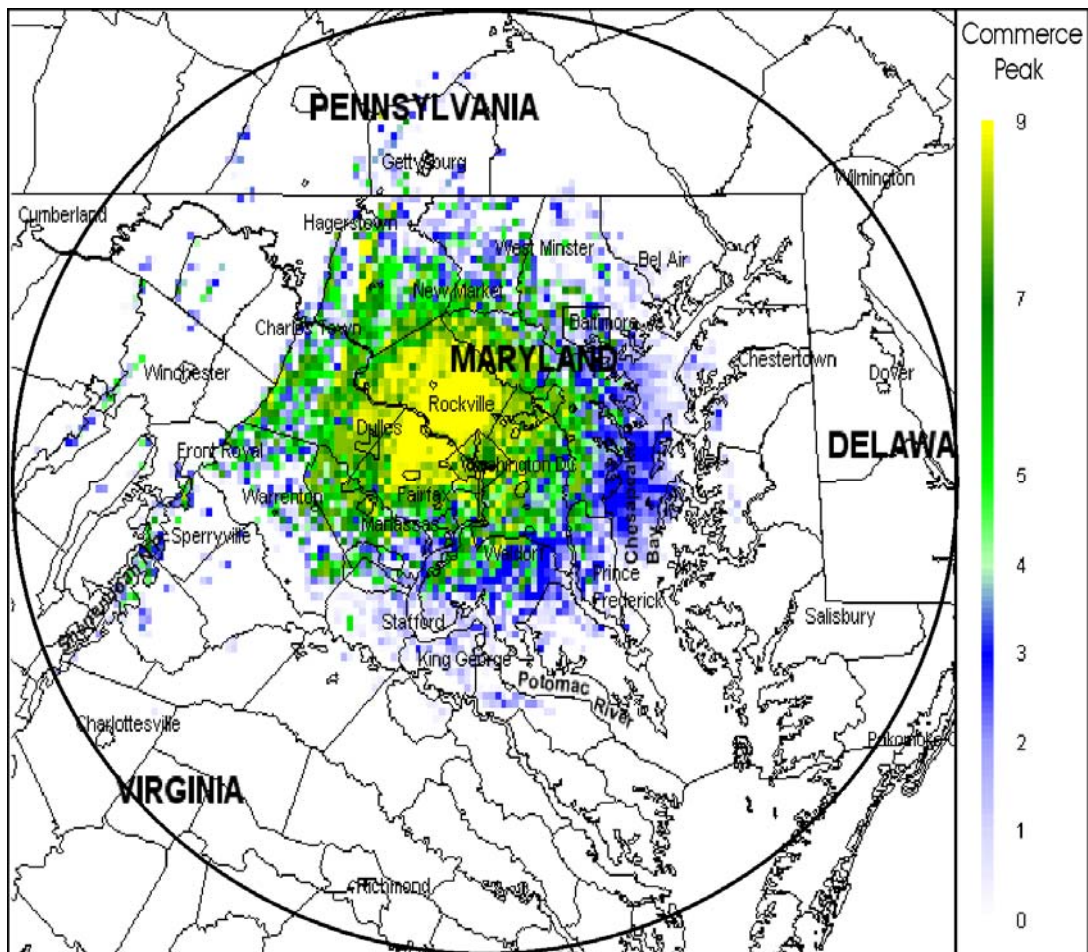 Commerce
Peak
9
7
5
4
3
2
1
0
PENNSYLVANIA
Gettysburg
Wilmington
Cumberland
Hagerstown
West Minster
Bel Air
New Market
Charles Town
Baltimore
MARYLAND
Chestertown
Winchester
Dover
Rockville
Dulles
DELAWA
Front Royal
Washington DC
Warrenton
Fairfax
Manassas
Chesapeake
Bay
Sperryville
Weldor
Prince
Frederick
Stafford
Salisbury
King George
Potomac
River
Charlottesville
VIRGINIA
Richmond